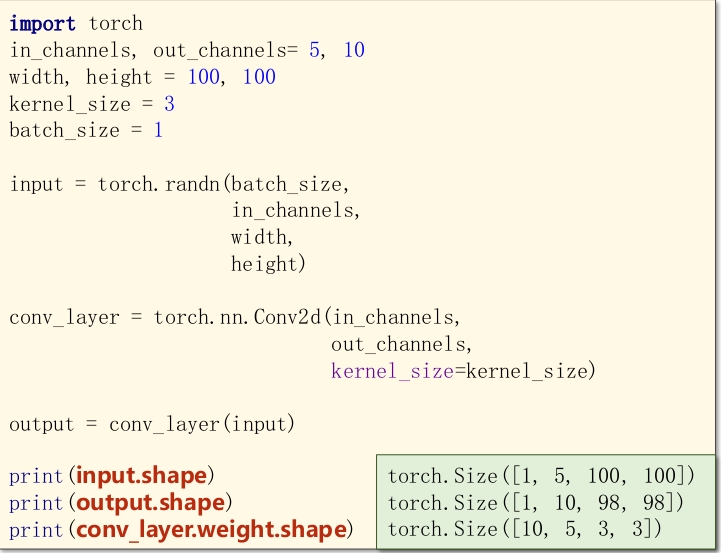 import torch
in_channels, out_channels= 5, 10
width, height = 100, 100
kernel_size = 3
batch_size = 1
input = torch.randn(batch_size,
in_channels,
width,
height)
conv_layer = torch.nn.Conv2d(in_channels,
out_channels,
kernel_size=kernel_size)
output = conv_layer(input)
print(input.shape)
print(output.shape)
print(conv_layer.weight.shape)
torch.Size([1, 5, 100, 100])
torch.Size([1, 10, 98, 98])
torch.Size([10, 5, 3, 3])